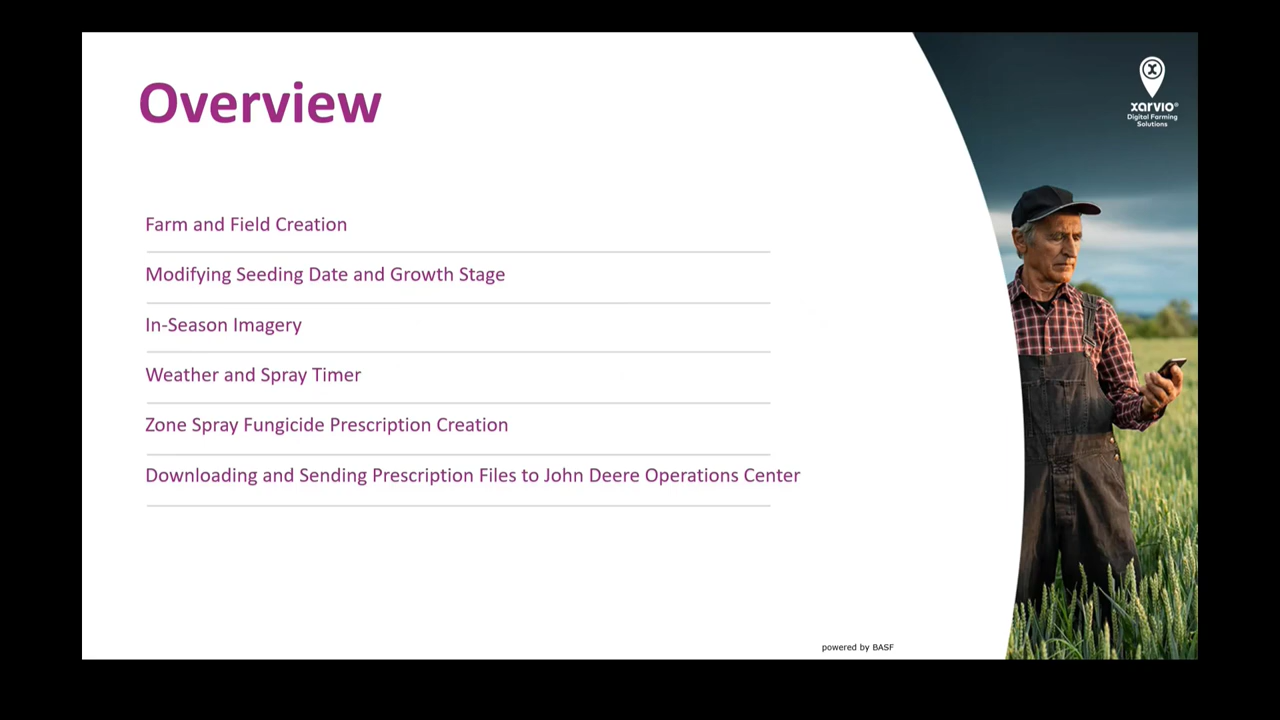 Overview
xarvio®
Digital Farming
Solutions
Farm and Field Creation
Modifying Seeding Date and Growth Stage
In-Season Imagery
Weather and Spray Timer
Zone Spray Fungicide Prescription Creation
Downloading and Sending Prescription Files to John Deere Operations Center
powered by BASF